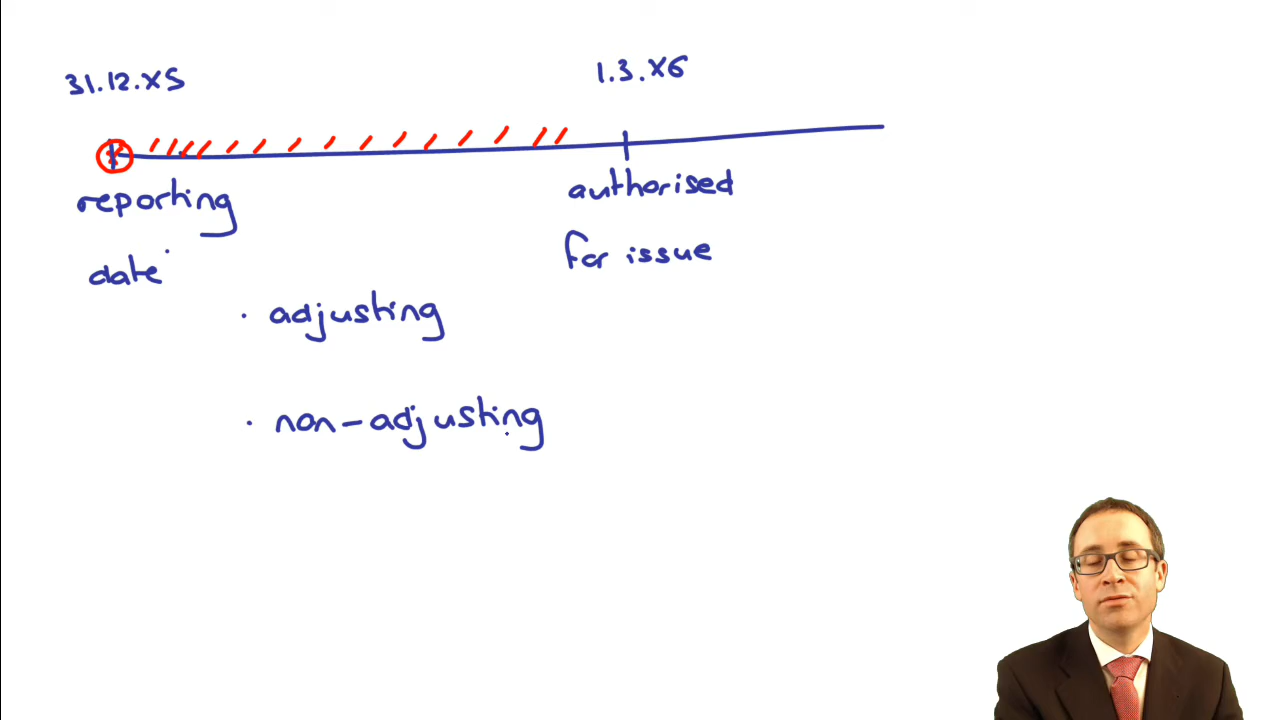 31.12.X5
1.3.X6
reporting
date
authorised
for issue
· adjusting
· non-adjusting